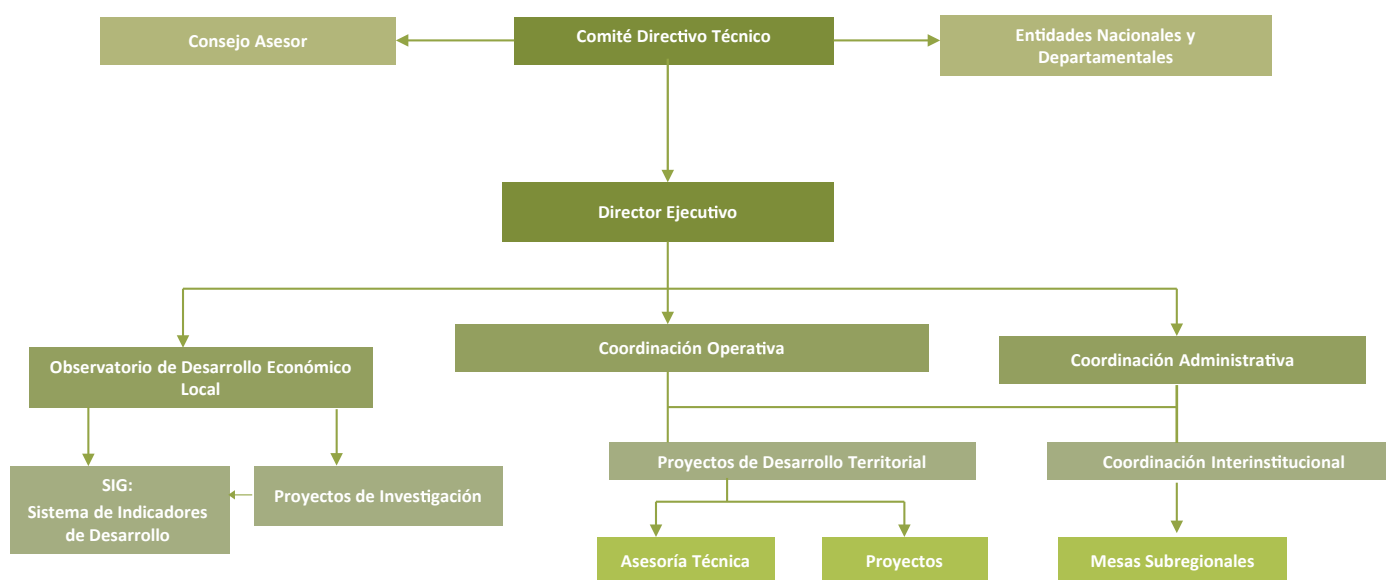 Consejo Asesor
Comité Directivo Técnico
Entidades Nacionales y
Departamentales
Director Ejecutivo
Observatorio de Desarrollo Económico
Local
Coordinación Operativa
Coordinación Administrativa
SIG:
Sistema de Indicadores
de Desarrollo
Proyectos de Investigación
Proyectos de Desarrollo Territorial
Coordinación Interinstitucional
Asesoría Técnica
Proyectos
Mesas Subregionales